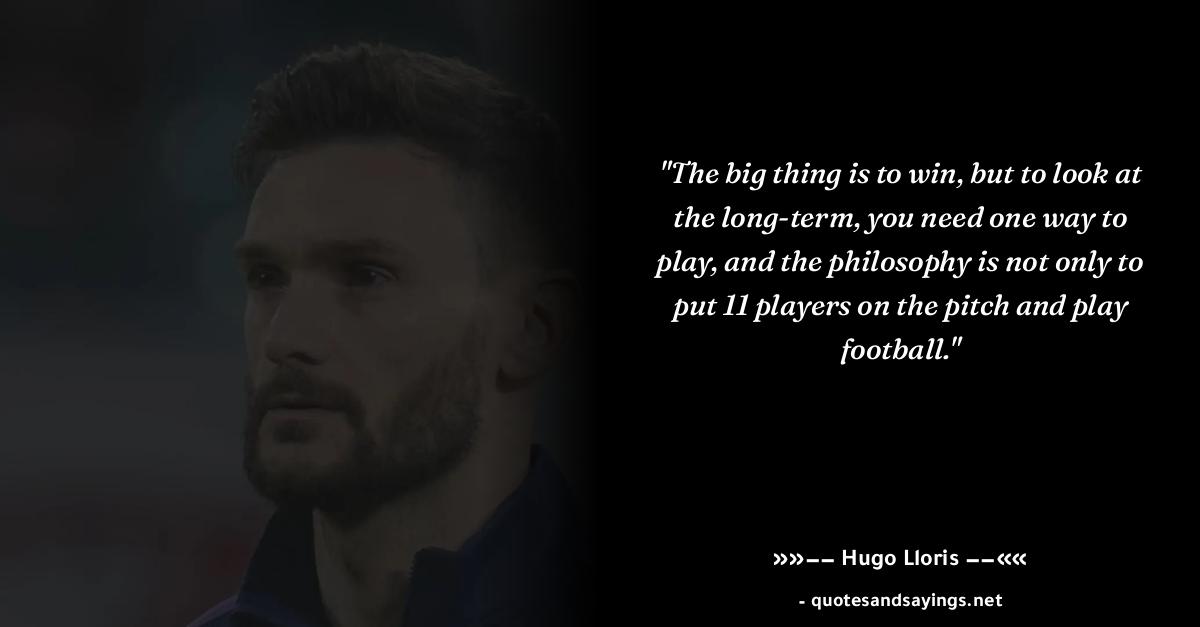 "The big thing is to win, but to look at
the long-term, you need one way to
play, and the philosophy is not only to
put 11 players on the pitch and play
football."
»»–– Hugo Lloris ––««
- quotesandsayings.net